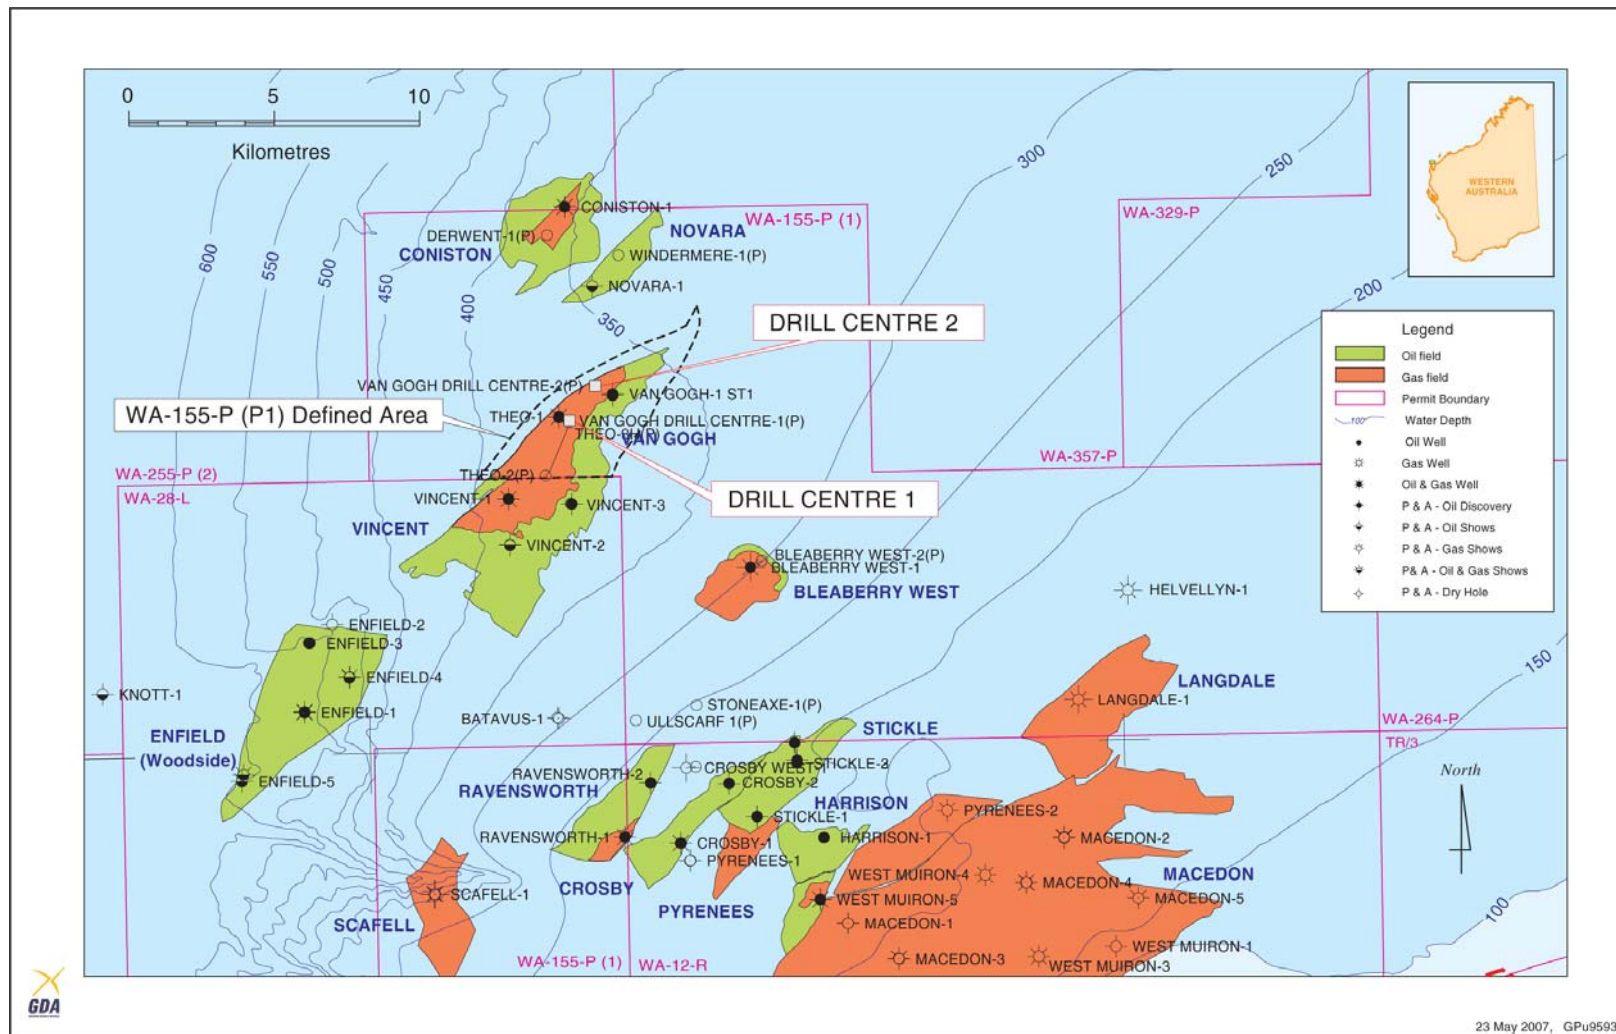 0 5 10
Kilometres
600
550
500
450
400
350
300
250
200
150
100
WESTERN
AUSTRALIA
CONISTON-1
DERWENT-1(P)
CONISTON
NOVARA
WINDERMERE-1(P)
NOVARA-1
WA-155-P (1)
WA-329-P
DRILL CENTRE 2
VAN GOGH DRILL CENTRE-2(P)
VAN GOGH-1 ST1
WA-155-P (P1) Defined Area
THEO-1
VAN GOGH DRILL CENTRE-1(P)
VAN GOGH
THEO-2(P)
WA-357-P
WA-255-P (2)
WA-28-L
DRILL CENTRE 1
VINCENT-1
VINCENT-3
VINCENT
VINCENT-2
BLEABERRY WEST-2(P)
BLEABERRY WEST-1
BLEABERRY WEST
HELVELLYN-1
Legend
Oil field
Gas field
Permit Boundary
100 Water Depth
Oil Well
Gas Well
Oil & Gas Well
P & A - Oil Discovery
P & A - Oil Shows
P & A - Gas Shows
P& A - Oil & Gas Shows
P & A - Dry Hole
ENFIELD-2
ENFIELD-3
ENFIELD-4
KNOTT-1
ENFIELD-1
ENFIELD
(Woodside)
ENFIELD-5
BATAVUS-1
STONEAXE-1(P)
ULLSCARF 1(P)
LANGDALE
LANGDALE-1
WA-264-P
TR/3
STICKLE
RAVENSWORTH-2
RAVENSWORTH
CROSBY WEST-1
STICKLE-2
CROSBY-2
HARRISON
STICKLE-1
RAVENSWORTH-1
CROSBY-1
HARRISON-1
PYRENEES-1
PYRENEES-2
MACEDON-2
North
CROSBY
PYRENEES
WEST MUIRON-4
MACEDON-4
MACEDON
MACEDON-5
WEST MUIRON-5
MACEDON-1
SCAFELL-1
SCAFELL
WEST MUIRON-1
MACEDON-3
WEST MUIRON-3
WA-155-P (1)
WA-12-R
GDA
23 May 2007, GPu9593